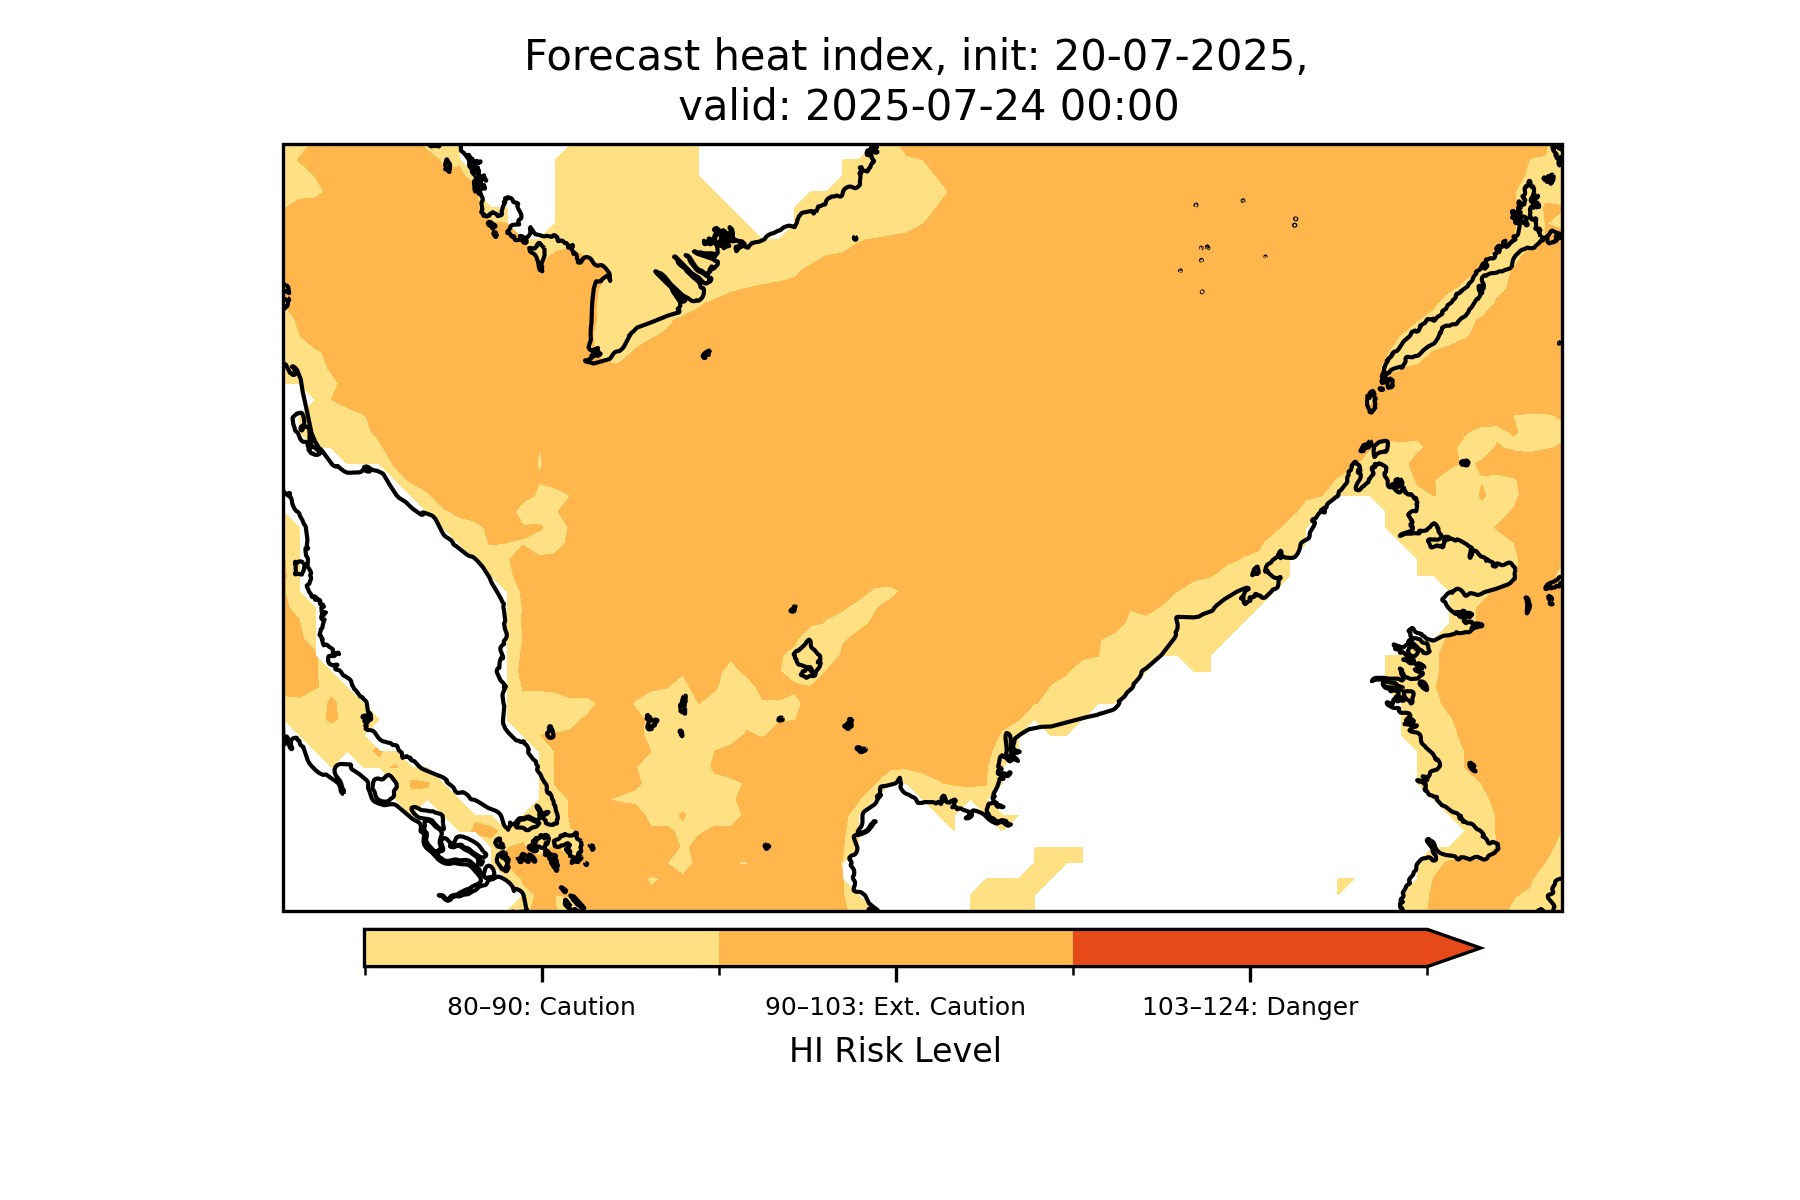 Forecast heat index, init: 20-07-2025,
valid: 2025-07-24 00:00
80–90: Caution
90–103: Ext. Caution
103–124: Danger
HI Risk Level